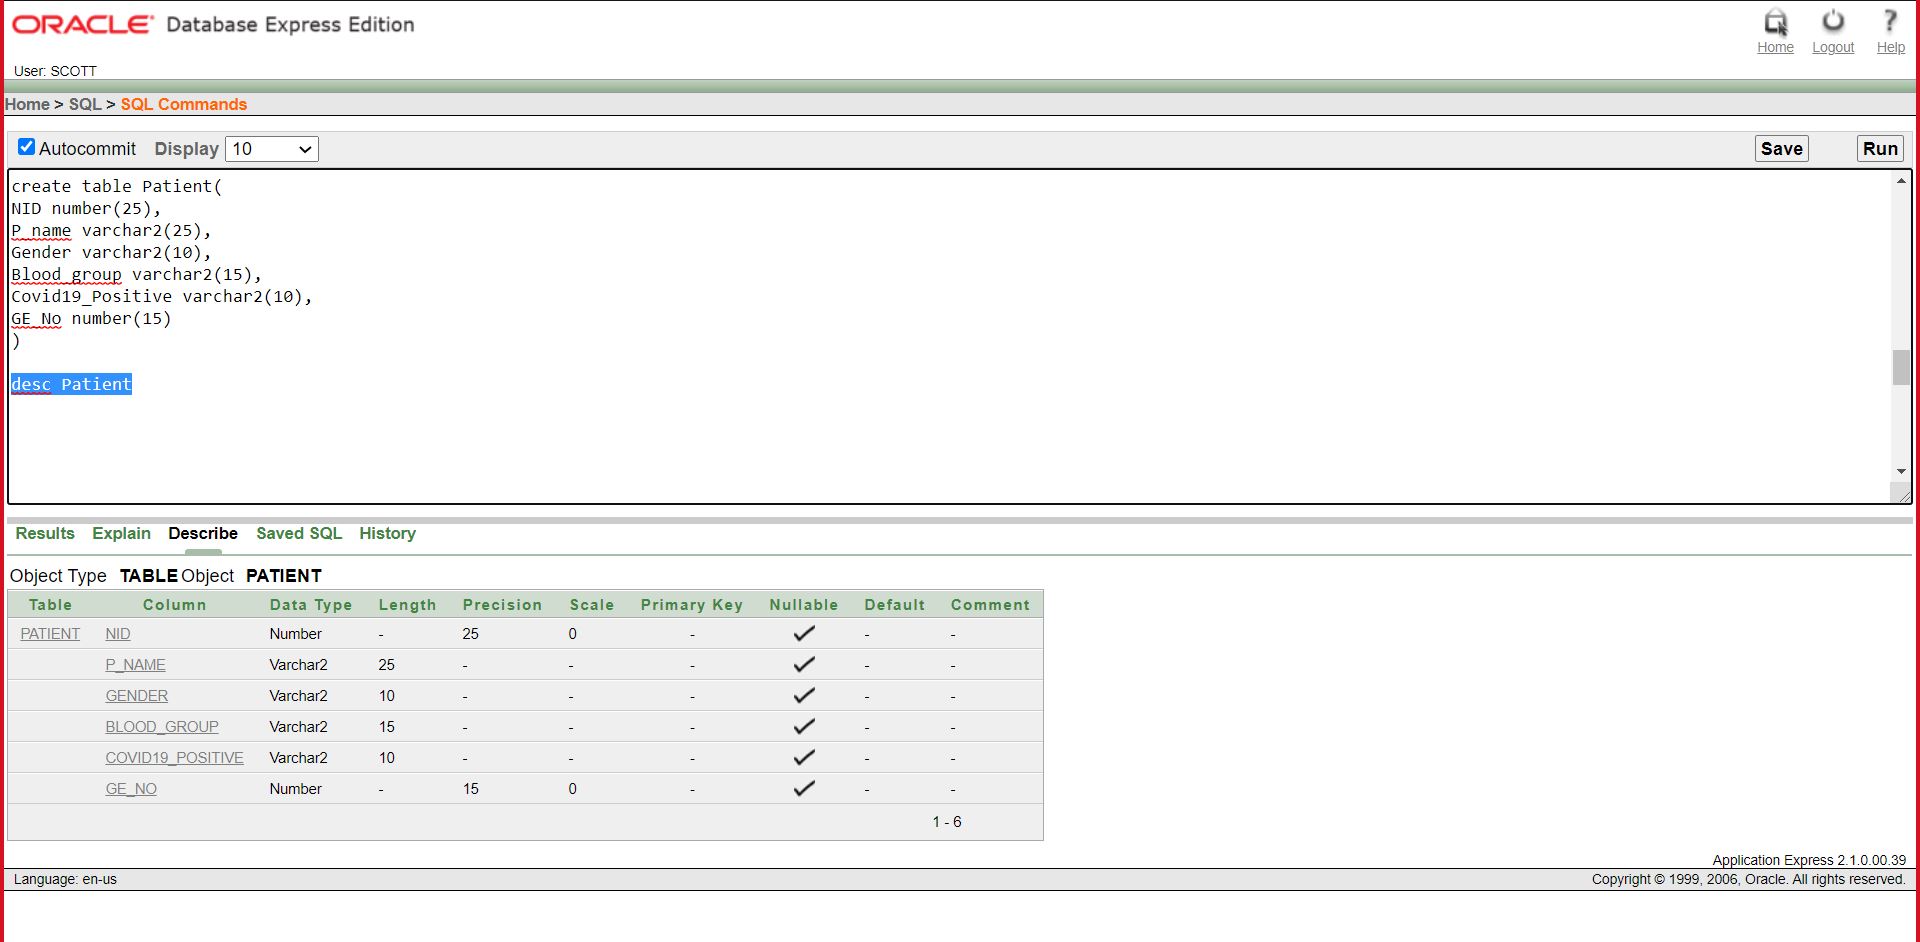 ORACLE Database Express Edition
Home Logout Help
User: SCOTT
Home > SQL > SQL Commands
Autocommit Display 10 Save Run
create table Patient(
NID number(25),
P_name varchar2(25),
Gender varchar2(10),
Blood_group varchar2(15),
Covid19_Positive varchar2(10),
GE_No number(15)
)
desc Patient
Results Explain Describe Saved SQL History
Object Type TABLE Object PATIENT
Table Column Data Type Length Precision Scale Primary Key Nullable Default Comment
PATIENT NID Number - 25 0 - - -
P_NAME Varchar2 25 - - - - -
GENDER Varchar2 10 - - - - -
BLOOD_GROUP Varchar2 15 - - - - -
COVID19_POSITIVE Varchar2 10 - - - - -
GE_NO Number - 15 0 - - -
1 - 6
Application Express 2.1.0.00.39
Language: en-us Copyright © 1999, 2006, Oracle. All rights reserved.